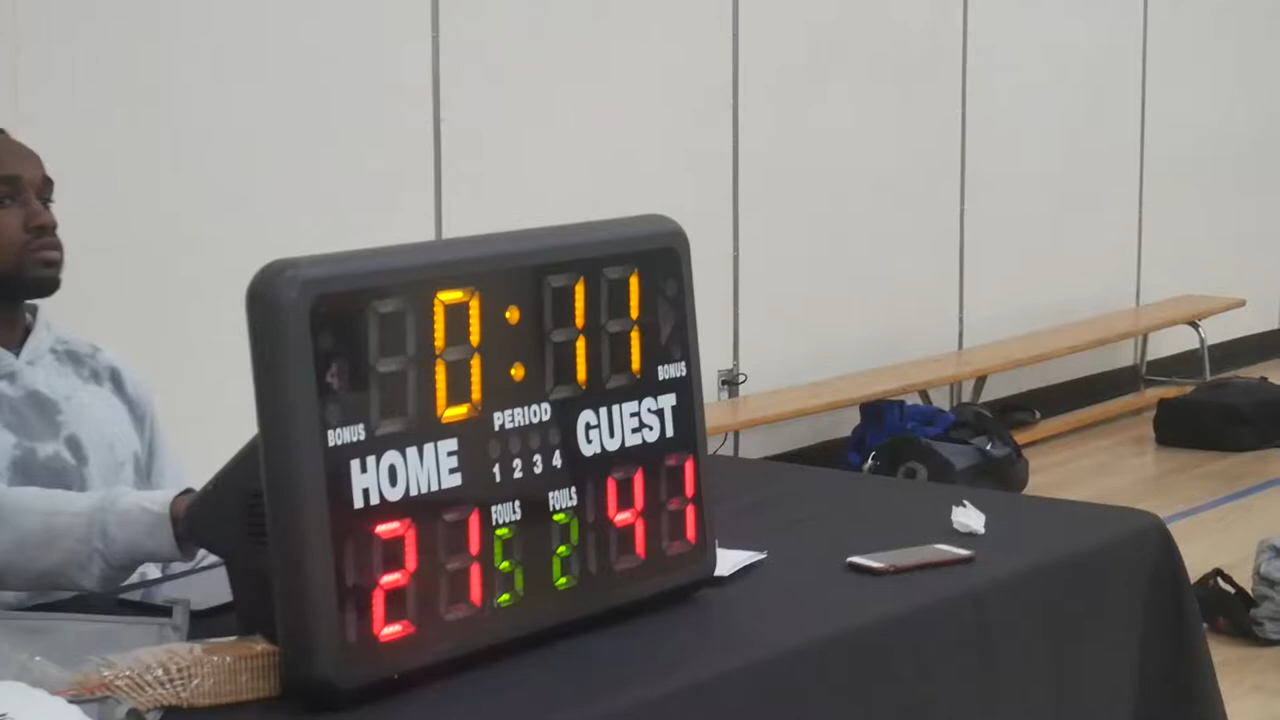 0:11
BONUS PERIOD BONUS
HOME 1 2 3 4 GUEST
FOULS FOULS
21 5 2 41